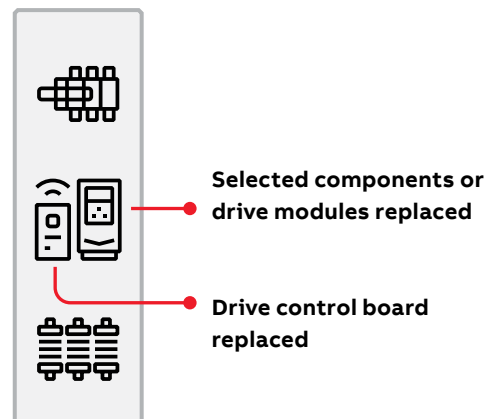 Selected components or
drive modules replaced
Drive control board
replaced